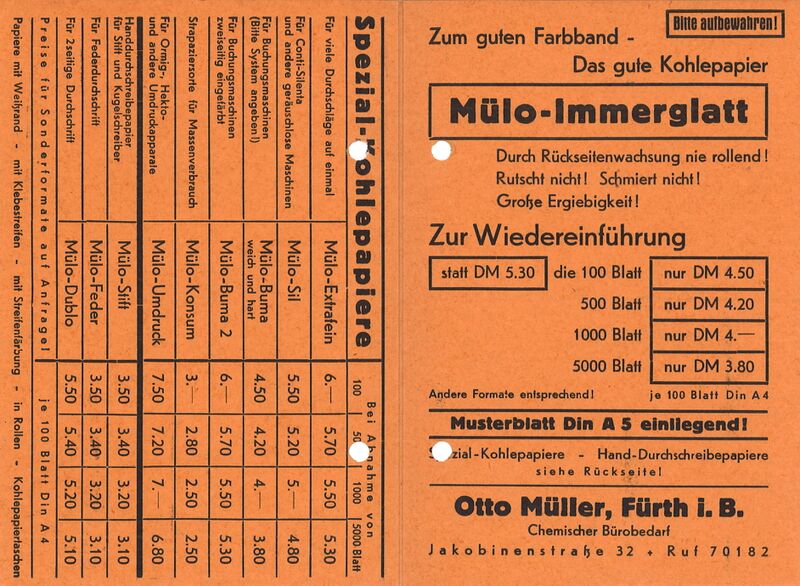 Bitte aufbewahren!
Zum guten Farbband -
Das gute Kohlepapier
Mülo-Immerglatt
Durch Rückseitenwachsung nie rollend!
Rutscht nicht! Schmiert nicht!
Große Ergiebigkeit!
Zur Wiedereinführung
statt DM 5.30 die 100 Blatt nur DM 4.50
500 Blatt nur DM 4.20
1000 Blatt nur DM 4.—
5000 Blatt nur DM 3.80
Andere Formate entsprechend! je 100 Blatt Din A 4
Musterblatt Din A 5 einliegend!
Spezial-Kohlepapiere - Hand-Durchschreibepapiere
siehe Rückseite!
Otto Müller, Fürth i. B.
Chemischer Bürobedarf
Jakobinenstraße 32 + Ruf 70182
Spezial-Kohlepapiere
Bei Abnahme von
100 500 1000 5000 Blatt
Für viele Durchschläge auf einmal Mülo-Extrafein 6.— 5.70 5.50 5.30
Für Conti-Silenta
und andere geräuschlose Maschinen Mülo-Sil 5.50 5.20 5.— 4.80
Für Buchungsmaschinen
(Bitte System angeben!) Mülo-Buma
weich und hart 4.50 4.20 4.— 3.80
Für Buchungsmaschinen
zweiseitig eingefärbt Mülo-Buma 2 6.— 5.70 5.50 5.30
Strapaziersorte für Massenverbrauch Mülo-Konsum 3.— 2.80 2.50 2.50
Für Ormig-, Hekto-
und andere Umdruckapparate Mülo-Umdruck 7.50 7.20 7.— 6.80
Handdurchschreibepapier
für Stift und Kugelschreiber Mülo-Stift 3.50 3.40 3.20 3.10
Für Federdurchschrift Mülo-Feder 3.50 3.40 3.20 3.10
Für 2seitige Durchschrift Mülo-Dublo 5.50 5.40 5.20 5.10
Preise für Sonderformate auf Anfrage! je 100 Blatt Din A 4
Papiere mit Weißrand - mit Klebestreifen - mit Streifenfärbung - in Rollen - Kohlepapiertaschen